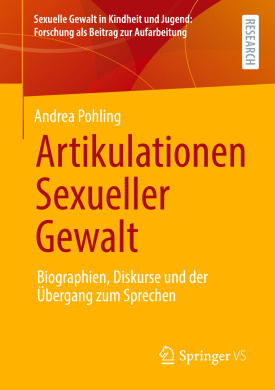 Sexuelle Gewalt in Kindheit und Jugend:
Forschung als Beitrag zur Aufarbeitung
RESEARCH
Andrea Pohling
Artikulationen
Sexueller
Gewalt
Biographien, Diskurse und der
Übergang zum Sprechen
Springer VS